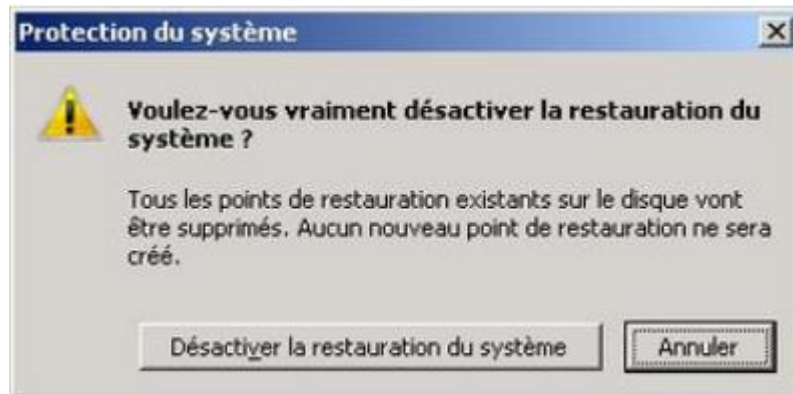 Protection du système
Voulez-vous vraiment désactiver la restauration du
système ?
Tous les points de restauration existants sur le disque vont
être supprimés. Aucun nouveau point de restauration ne sera
créé.
Désactiver la restauration du système
Annuler